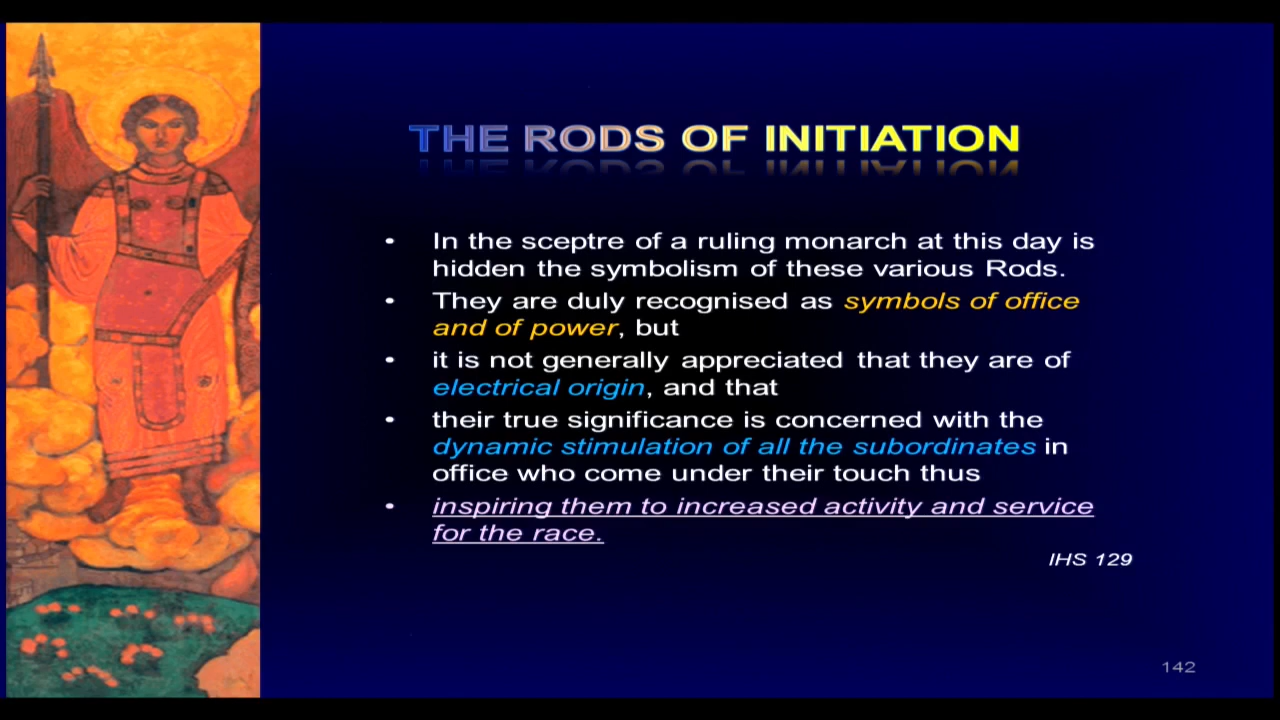 THE RODS OF INITIATION
• In the sceptre of a ruling monarch at this day is
hidden the symbolism of these various Rods.
• They are duly recognised as symbols of office
and of power, but
• it is not generally appreciated that they are of
electrical origin, and that
• their true significance is concerned with the
dynamic stimulation of all the subordinates in
office who come under their touch thus
• inspiring them to increased activity and service
for the race.
IHS 129
142